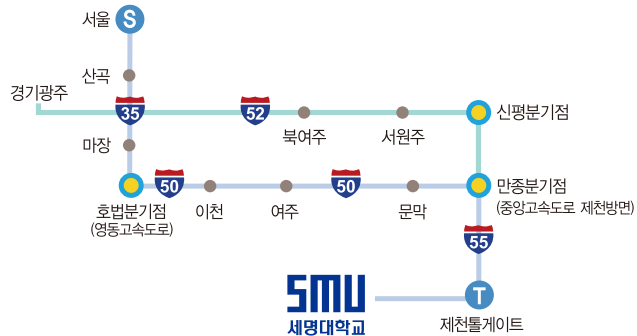 서울
S
산곡
경기광주
35
52
신평분기점
북여주
서원주
마장
50
50
만종분기점
(중앙고속도로 제천방면)
호법분기점
(영동고속도로)
이천
여주
문막
55
SMU
세명대학교
T
제천톨게이트